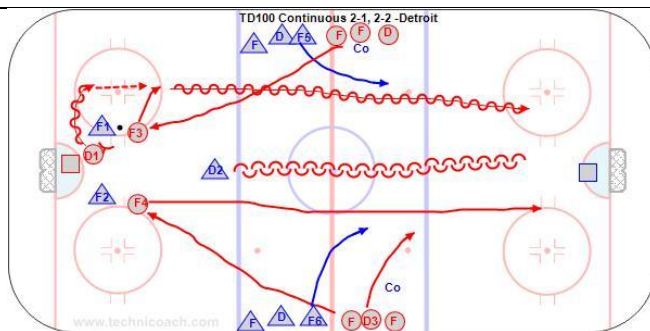 TD100 Continuous 2-1, 2-2 -Detroit
F D F5 F F D
Co
F1 F3
D1
D2
F2 F4
Co
F D F6 F D3 F
www.technicoach.com